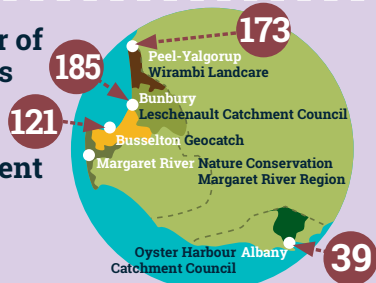 r of
s
ent
173
Peel-Yalgorup
Wirambi Landcare
185
Bunbury
Leschenault Catchment Council
121
Busselton Geocatch
Margaret River Nature Conservation
Margaret River Region
Oyster Harbour Albany
Catchment Council
39